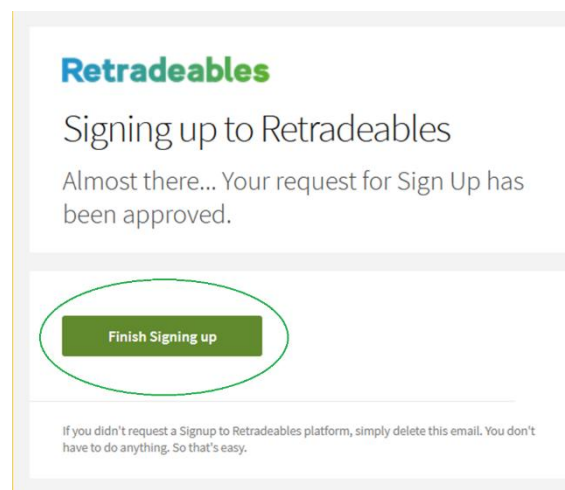 Retradeables
Signing up to Retradeables
Almost there... Your request for Sign Up has
been approved.
Finish Signing up
If you didn't request a Signup to Retradeables platform, simply delete this email. You don't
have to do anything. So that's easy.